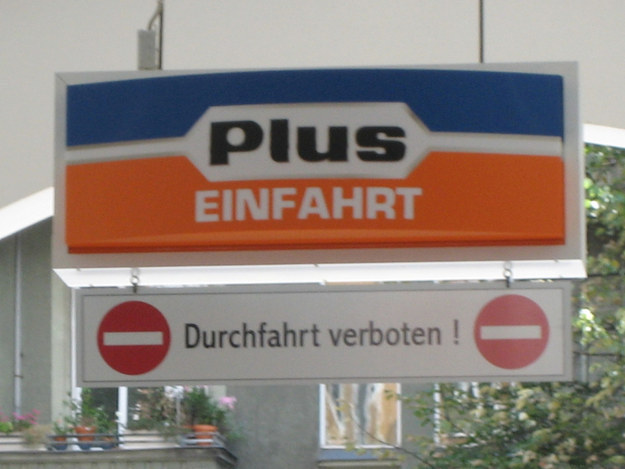 Plus
EINFAHRT
Durchfahrt verboten !